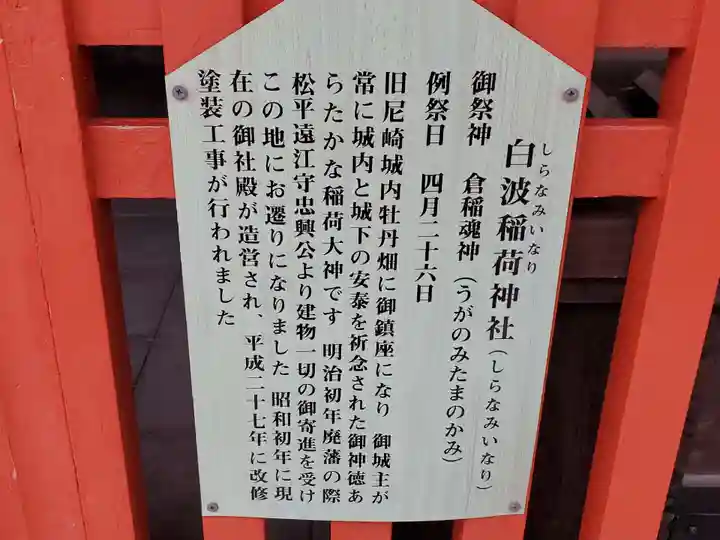 しらなみいなり
白波稲荷神社(しらなみいなり)
御祭神 倉稲魂神(うがのみたまのかみ)
例祭日 四月二十六日
旧尼崎城内牡丹畑に御鎮座になり 御城主が
常に城内と城下の安泰を祈念された御神徳あ
らたかな稲荷大神です 明治初年廃藩の際
松平遠江守忠興公より建物一切の御寄進を受け
この地にお遷りになりました 昭和初年に現
在の御社殿が造営され、平成二十七年に改修
塗装工事が行われました